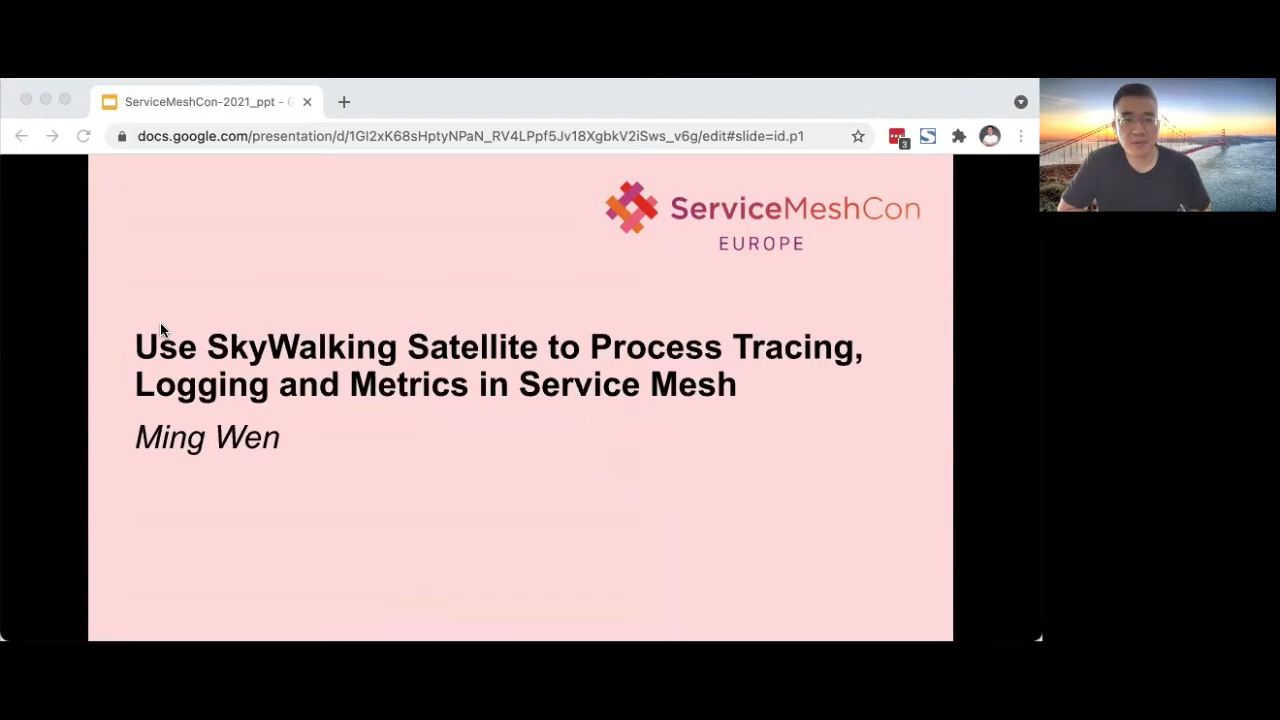 ServiceMeshCon-2021_ppt - G
docs.google.com/presentation/d/1GI2xK68sHptyNPaN_RV4LPpf5Jv18XgbkV2iSws_v6g/edit#slide=id.p1
3
ServiceMeshCon
EUROPE
Use SkyWalking Satellite to Process Tracing,
Logging and Metrics in Service Mesh
Ming Wen